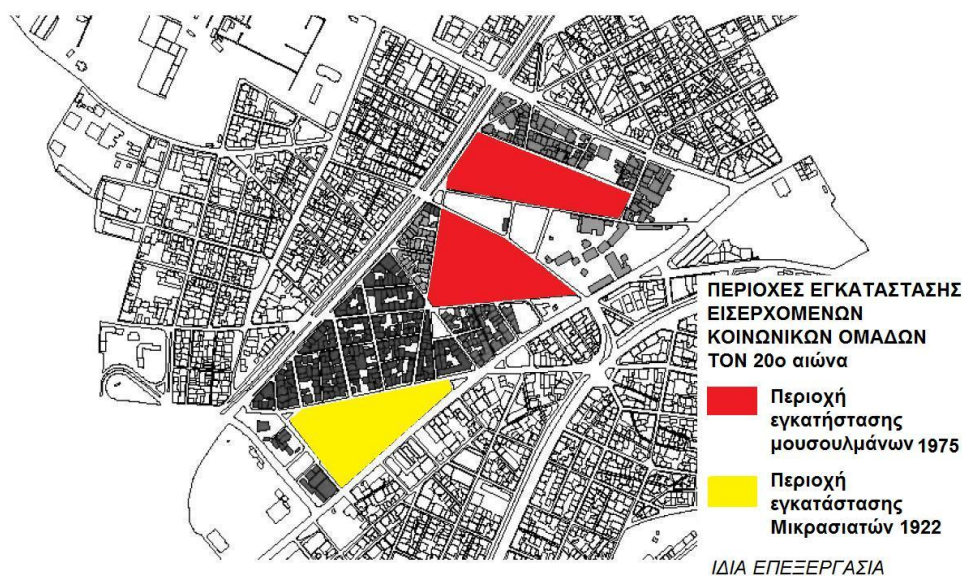 ΠΕΡΙΟΧΕΣ ΕΓΚΑΤΑΣΤΑΣΗΣ
ΕΙΣΕΡΧΟΜΕΝΩΝ
ΚΟΙΝΩΝΙΚΩΝ ΟΜΑΔΩΝ
ΤΟΝ 20ο αιώνα
Περιοχή
εγκατήστασης
μουσουλμάνων 1975
Περιοχή
εγκατάστασης
Μικρασιατών 1922
ΙΔΙΑ ΕΠΕΞΕΡΓΑΣΙΑ